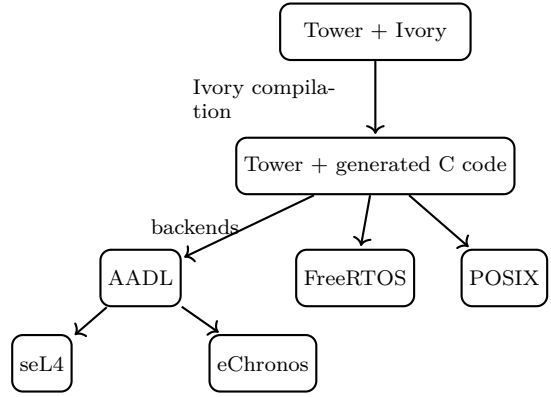 Tower + Ivory
Ivory compila-
tion
Tower + generated C code
backends
AADL
FreeRTOS
POSIX
seL4
eChronos